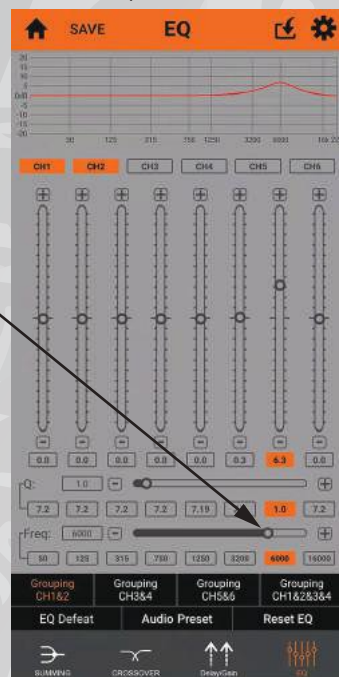 SAVE EQ
20
15
10
5
0dB
-5
-10
-15
-20
50 125 315 750 1250 3200 6000 16k
CH1 CH2 CH3 CH4 CH5 CH6
0.0 0.0 0.0 0.0 0.0 0.3 6.3 0.0
Q: 1.0
7.2 7.2 7.2 7.2 7.19 1.0 7.2
Freq: 6000
50 125 315 750 1250 3200 6000 16000
Grouping Grouping Grouping Grouping
CH1&2 CH3&4 CH5&6 CH1&2&3&4
EQ Defeat Audio Preset Reset EQ
SUMMING CROSSOVER Delay/Gain EQ